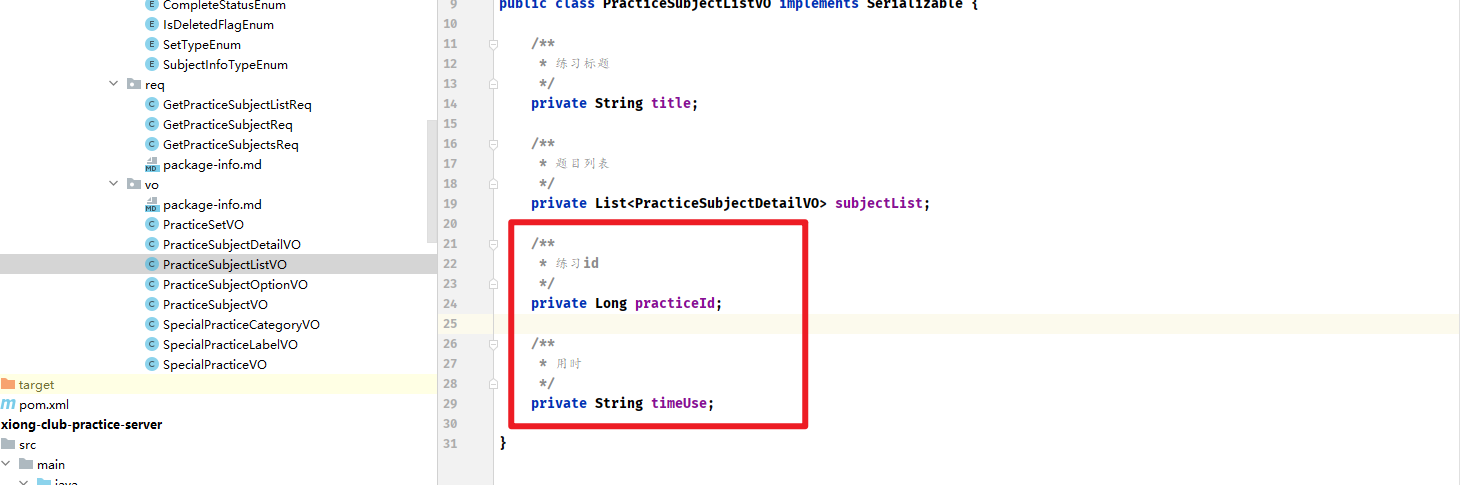 CompleteStatusEnum
IsDeletedFlagEnum
SetTypeEnum
SubjectInfoTypeEnum
req
GetPracticeSubjectListReq
GetPracticeSubjectReq
GetPracticeSubjectsReq
package-info.md
vo
package-info.md
PracticeSetVO
PracticeSubjectDetailVO
PracticeSubjectListVO
PracticeSubjectOptionVO
PracticeSubjectVO
SpecialPracticeCategoryVO
SpecialPracticeLabelVO
SpecialPracticeVO
target
pom.xml
xiong-club-practice-server
src
main
java
9 public class PracticeSubjectListVO implements Serializable {
10
11 /**
12 * 练习标题
13 */
14 private String title;
15
16 /**
17 * 题目列表
18 */
19 private List<PracticeSubjectDetailVO> subjectList;
20
21 /**
22 * 练习id
23 */
24 private Long practiceId;
25
26 /**
27 * 用时
28 */
29 private String timeUse;
30
31 }